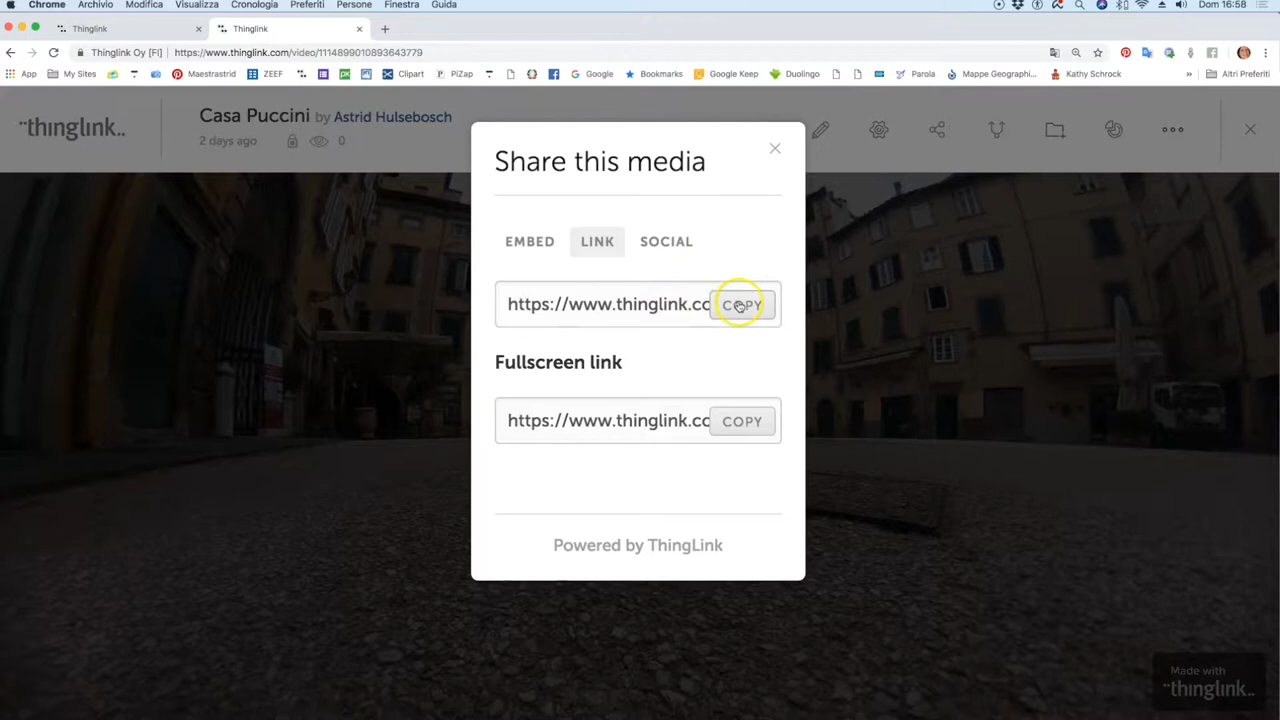 Chrome Archivio Modifica Visualizza Cronologia Preferiti Persone Finestra Guida Dom 16:58
Thinglink Thinglink
Thinglink Oy [FI] https://www.thinglink.com/video/1114899010893643779
App My Sites ZEEF Clipart PiZap Google Bookmarks Google Keep Duolingo Parola Mappe Geografi... Kathy Schrock » Altri Preferiti
··thinglink..
Casa Puccini by Astrid Hulsebosch
2 days ago 0
Share this media
EMBED LINK SOCIAL
https://www.thinglink.co COPY
Fullscreen link
https://www.thinglink.co COPY
Powered by ThingLink
Made with
··thinglink..